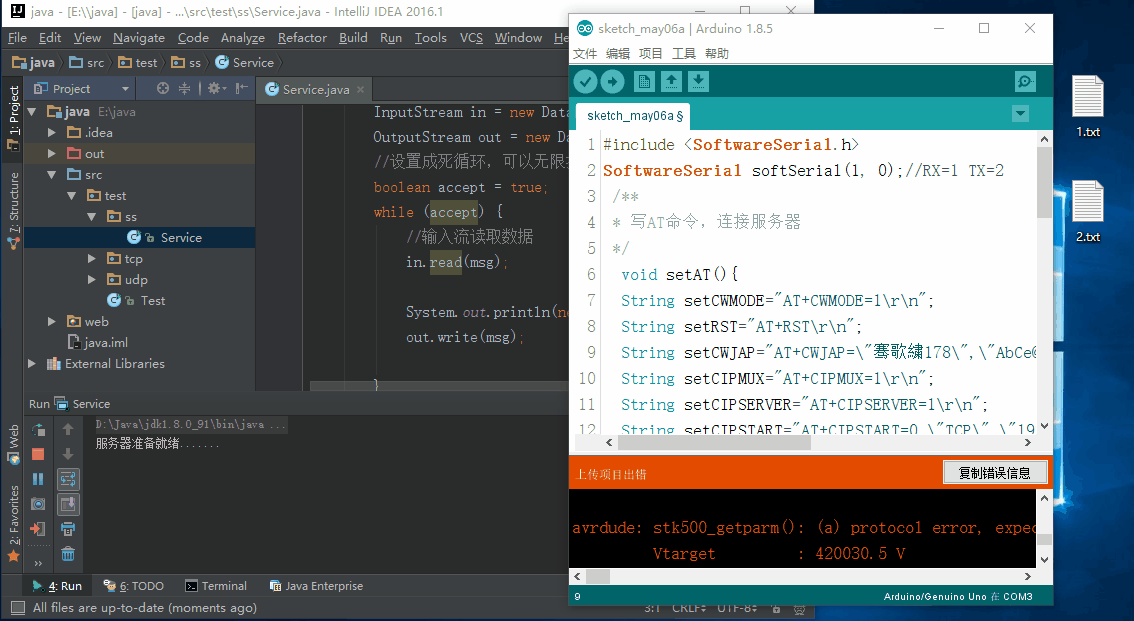 java - [E:\\java] - [java] - ...\src\test\ss\Service.java - IntelliJ IDEA 2016.1
File Edit View Navigate Code Analyze Refactor Build Run Tools VCS Window He
java src test ss Service
1: Project
7: Structure
Web
2: Favorites
Project
java E:\java
.idea
out
src
test
ss
Service
tcp
udp
Test
web
java.iml
External Libraries
Service.java
InputStream in = new Data
OutputStream out = new Da
//设置成死循环，可以无限
boolean accept = true;
while (accept) {
//输入流读取数据
in.read(msg);
System.out.println(ne
out.write(msg);
}
Run Service
D:\Java\jdk1.8.0_91\bin\java ...
服务器准备就绪.......
4: Run 6: TODO Terminal Java Enterprise
All files are up-to-date (moments ago)
3:1 CRLF UTF-8
sketch_may06a | Arduino 1.8.5
文件 编辑 项目 工具 帮助
sketch_may06a §
1 #include <SoftwareSerial.h>
2 SoftwareSerial softSerial(1, 0);//RX=1 TX=2
3 /**
4 * 写AT命令，连接服务器
5 */
6 void setAT(){
7 String setCWMODE="AT+CWMODE=1\r\n";
8 String setRST="AT+RST\r\n";
9 String setCWJAP="AT+CWJAP=\"骞歌繍178\",\"AbCe@
10 String setCIPMUX="AT+CIPMUX=1\r\n";
11 String setCIPSERVER="AT+CIPSERVER=1\r\n";
12 String setCIPSTART="AT+CIPSTART=0,\"TCP\",\"19
上传项目出错
复制错误信息
avrdude: stk500_getparm(): (a) protocol error, expec
Vtarget : 420030.5 V
9
Arduino/Genuino Uno 在 COM3
1.txt
2.txt